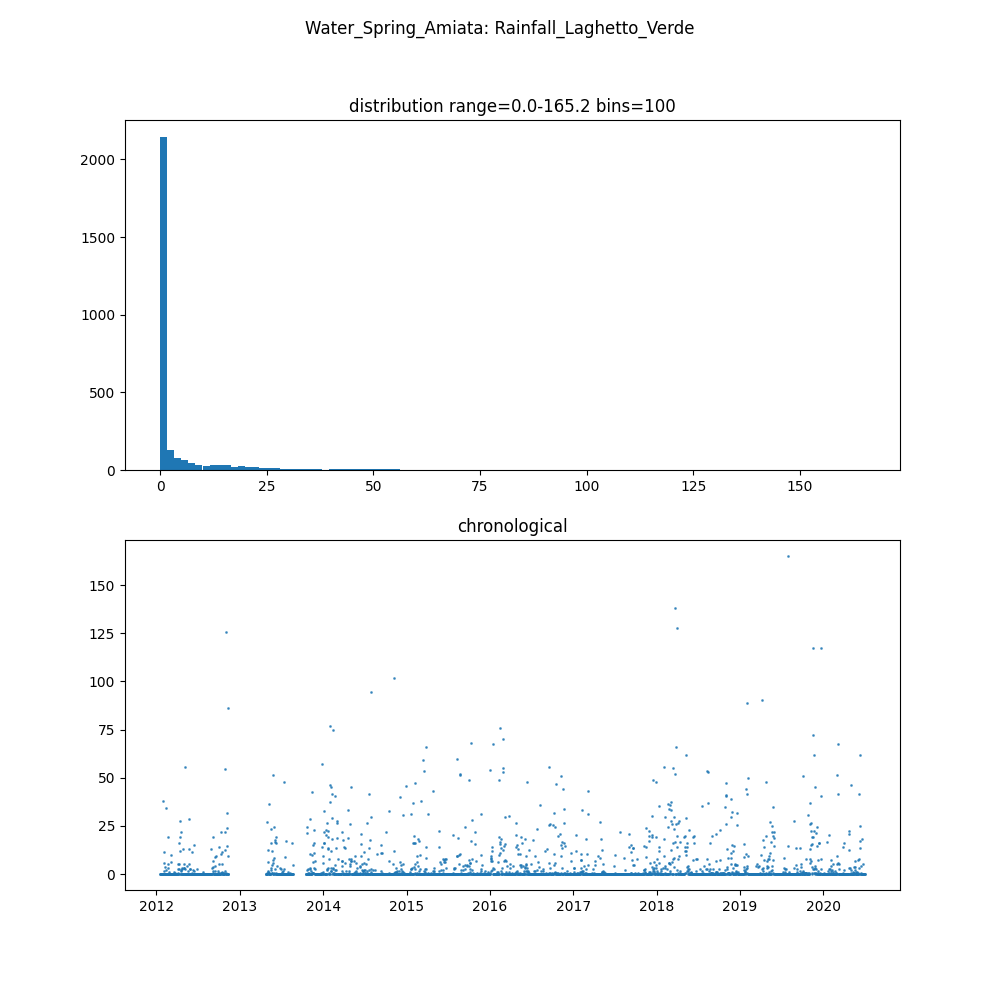 Water_Spring_Amiata: Rainfall_Laghetto_Verde
distribution range=0.0-165.2 bins=100
2000
1500
1000
500
0
0 25 50 75 100 125 150
chronological
150
125
100
75
50
25
0
2012 2013 2014 2015 2016 2017 2018 2019 2020